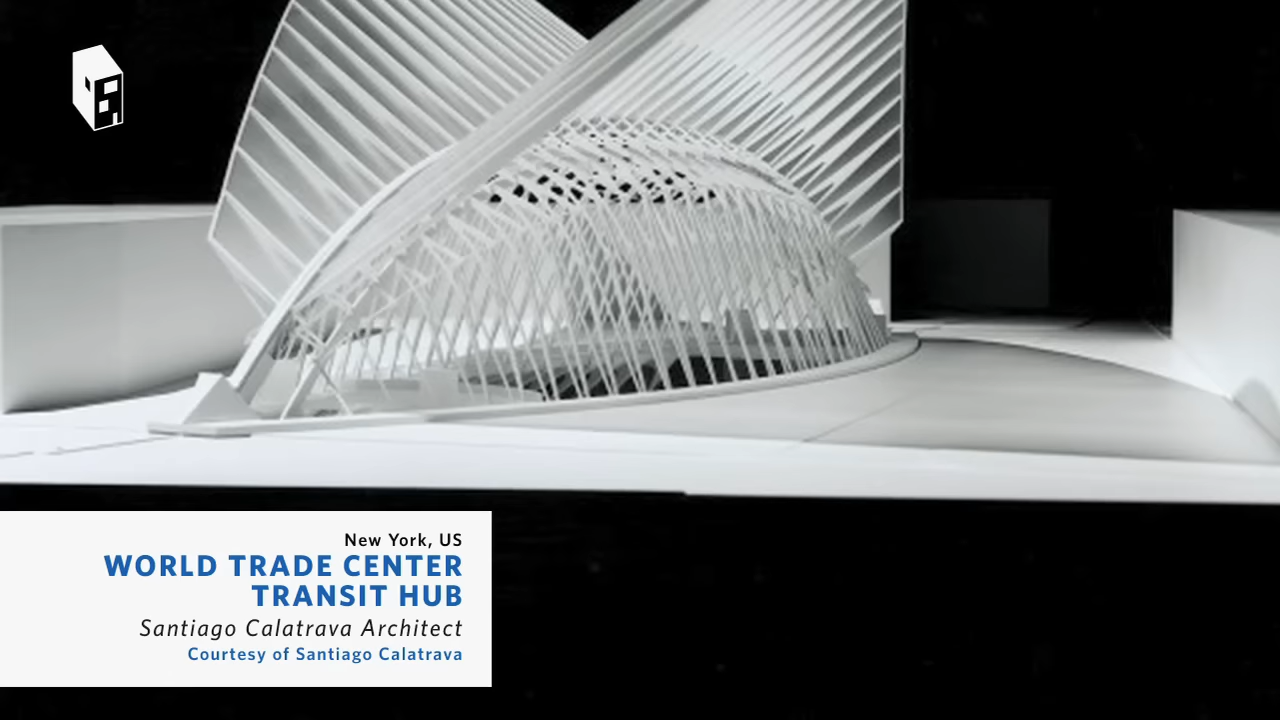 New York, US
WORLD TRADE CENTER
TRANSIT HUB
Santiago Calatrava Architect
Courtesy of Santiago Calatrava